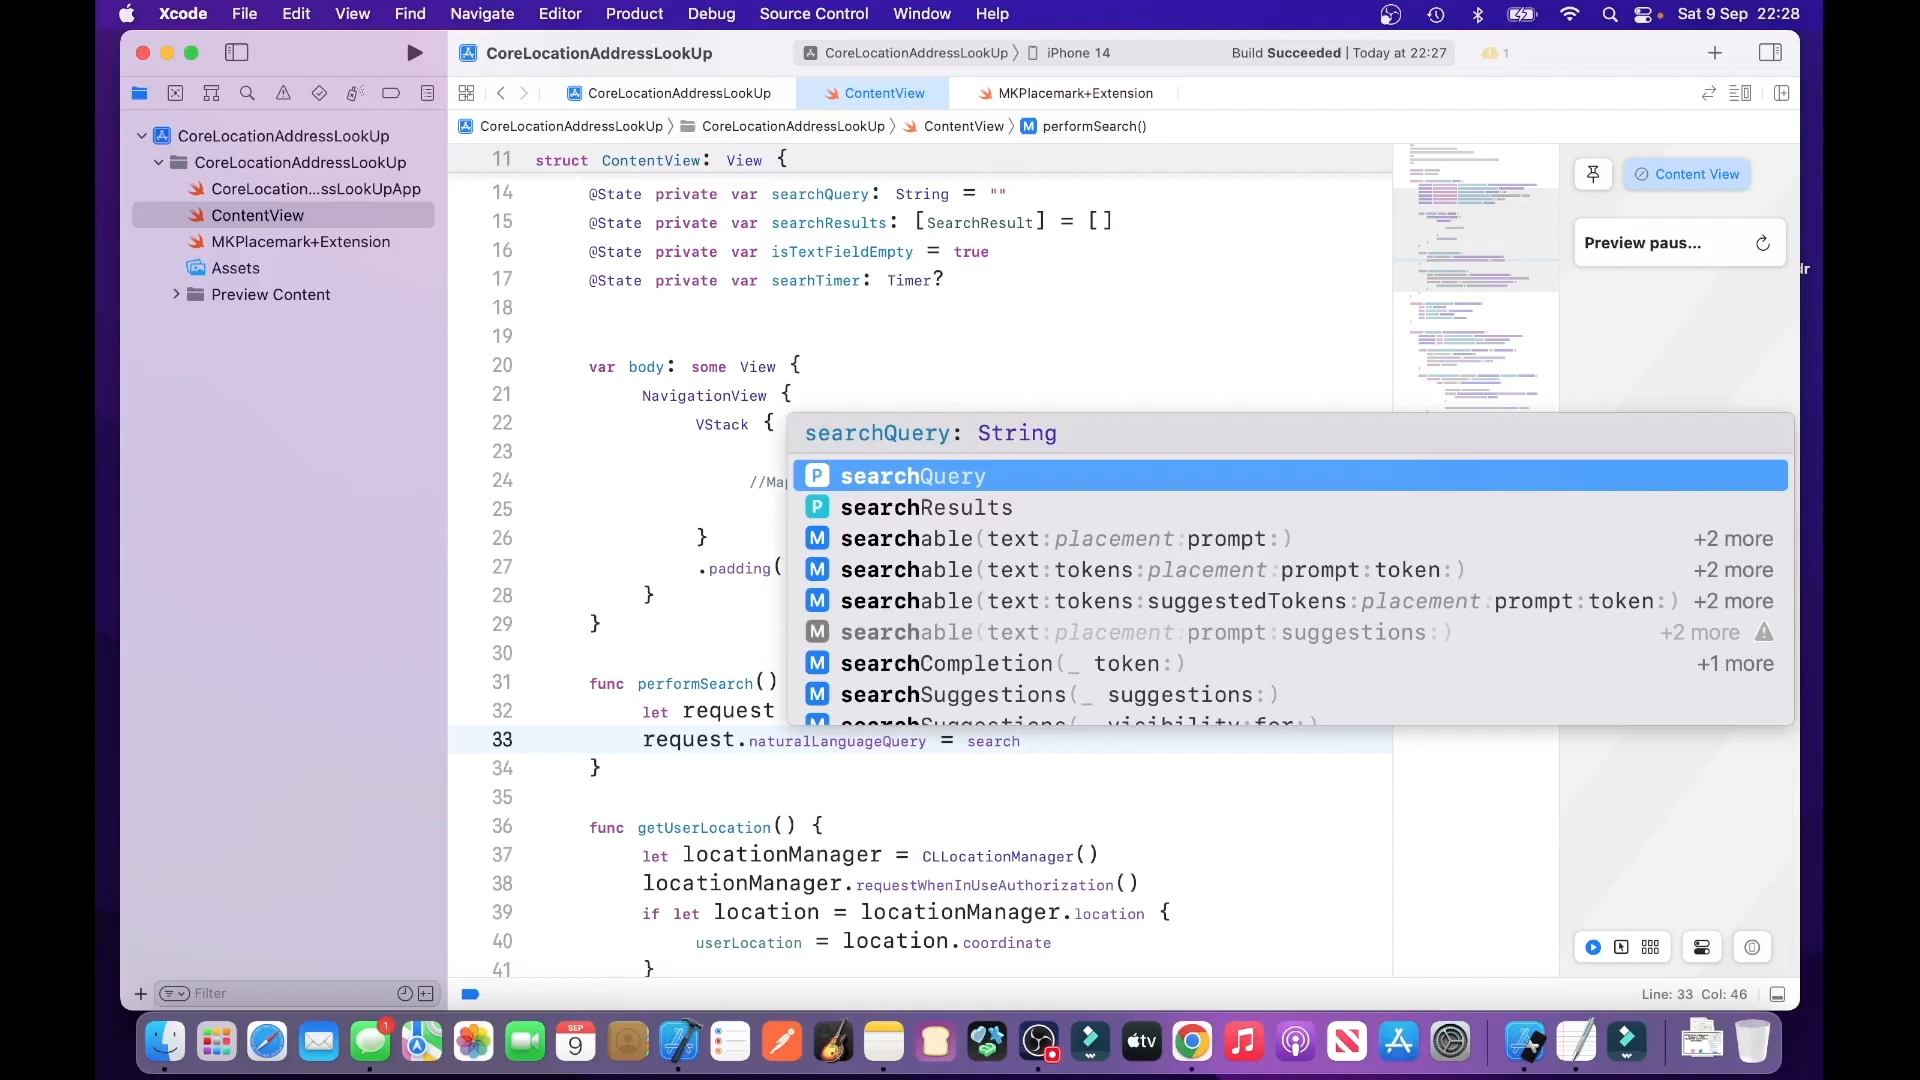 Xcode File Edit View Find Navigate Editor Product Debug Source Control Window Help Sat 9 Sep 22:28
CoreLocationAddressLookUp CoreLocationAddressLookUp 〉 iPhone 14 Build Succeeded | Today at 22:27 1
CoreLocationAddressLookUp ContentView MKPlacemark+Extension
CoreLocationAddressLookUp 〉 CoreLocationAddressLookUp 〉 ContentView 〉 M performSearch()
CoreLocationAddressLookUp
CoreLocationAddressLookUp
CoreLocation...ssLookUpApp
ContentView
MKPlacemark+Extension
Assets
Preview Content
Filter
11 struct ContentView: View {
14 @State private var searchQuery: String = ""
15 @State private var searchResults: [SearchResult] = []
16 @State private var isTextFieldEmpty = true
17 @State private var searhTimer: Timer?
18
19
20 var body: some View {
21 NavigationView {
22 VStack {
23
24 //Map
25
26 }
27 .padding(
28 }
29 }
30
31 func performSearch()
32 let request
33 request.naturalLanguageQuery = search
34 }
35
36 func getUserLocation() {
37 let locationManager = CLLocationManager()
38 locationManager.requestWhenInUseAuthorization()
39 if let location = locationManager.location {
40 userLocation = location.coordinate
41 }
searchQuery: String
P searchQuery
P searchResults
M searchable(text:placement:prompt:) +2 more
M searchable(text:tokens:placement:prompt:token:) +2 more
M searchable(text:tokens:suggestedTokens:placement:prompt:token:) +2 more
M searchable(text:placement:prompt:suggestions:) +2 more
M searchCompletion(_ token:) +1 more
M searchSuggestions(_ suggestions:)
M searchSuggestions(_ visibility:for:)
Content View
Preview paus...
dr
Line: 33 Col: 46
1
SEP
9
tv